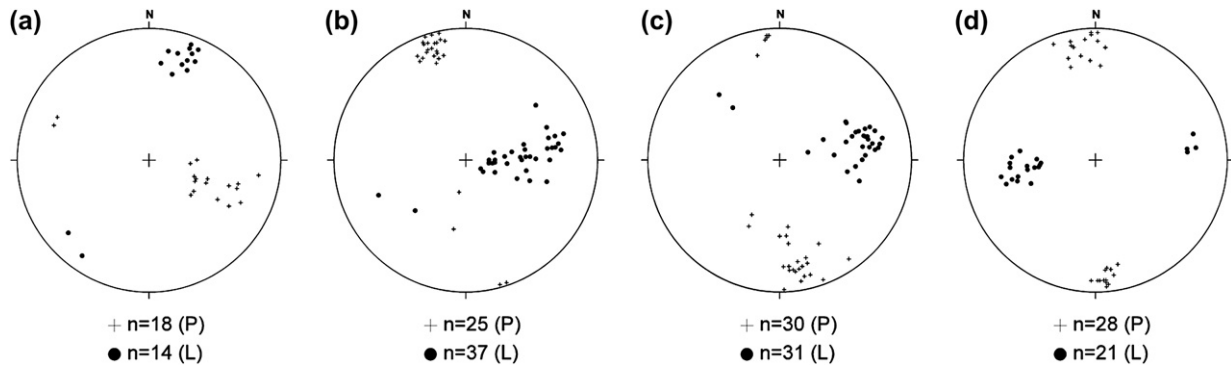 (a) N
(b) N
(c) N
(d) N
+ n=18 (P)
● n=14 (L)
+ n=25 (P)
● n=37 (L)
+ n=30 (P)
● n=31 (L)
+ n=28 (P)
● n=21 (L)